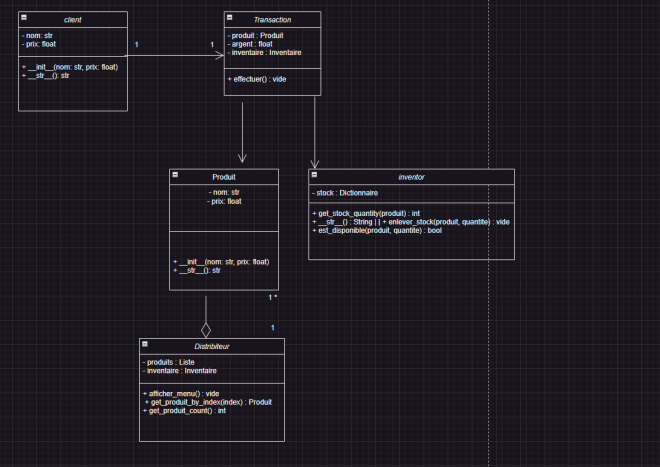 client
- nom: str
- prix: float
+ __init__(nom: str, prix: float)
+ __str__(): str
1
1
Transaction
- produit : Produit
- argent : float
- inventaire : Inventaire
+ effectuer() : vide
Produit
- nom: str
- prix: float
+ __init__(nom: str, prix: float)
+ __str__(): str
inventor
- stock : Dictionnaire
+ get_stock_quantity(produit) : int
+ __str__() : String | | + enlever_stock(produit, quantite) : vide
+ est_disponible(produit, quantite) : bool
1 *
1
Distribiteur
- produits : Liste
- inventaire : Inventaire
+ afficher_menu() : vide
+ get_produit_by_index(index) : Produit
+ get_produit_count() : int